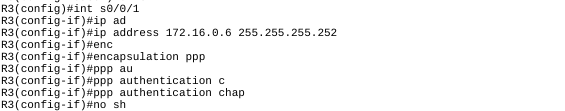 R3(config)#int s0/0/1
R3(config-if)#ip ad
R3(config-if)#ip address 172.16.0.6 255.255.255.252
R3(config-if)#enc
R3(config-if)#encapsulation ppp
R3(config-if)#ppp au
R3(config-if)#ppp authentication c
R3(config-if)#ppp authentication chap
R3(config-if)#no sh